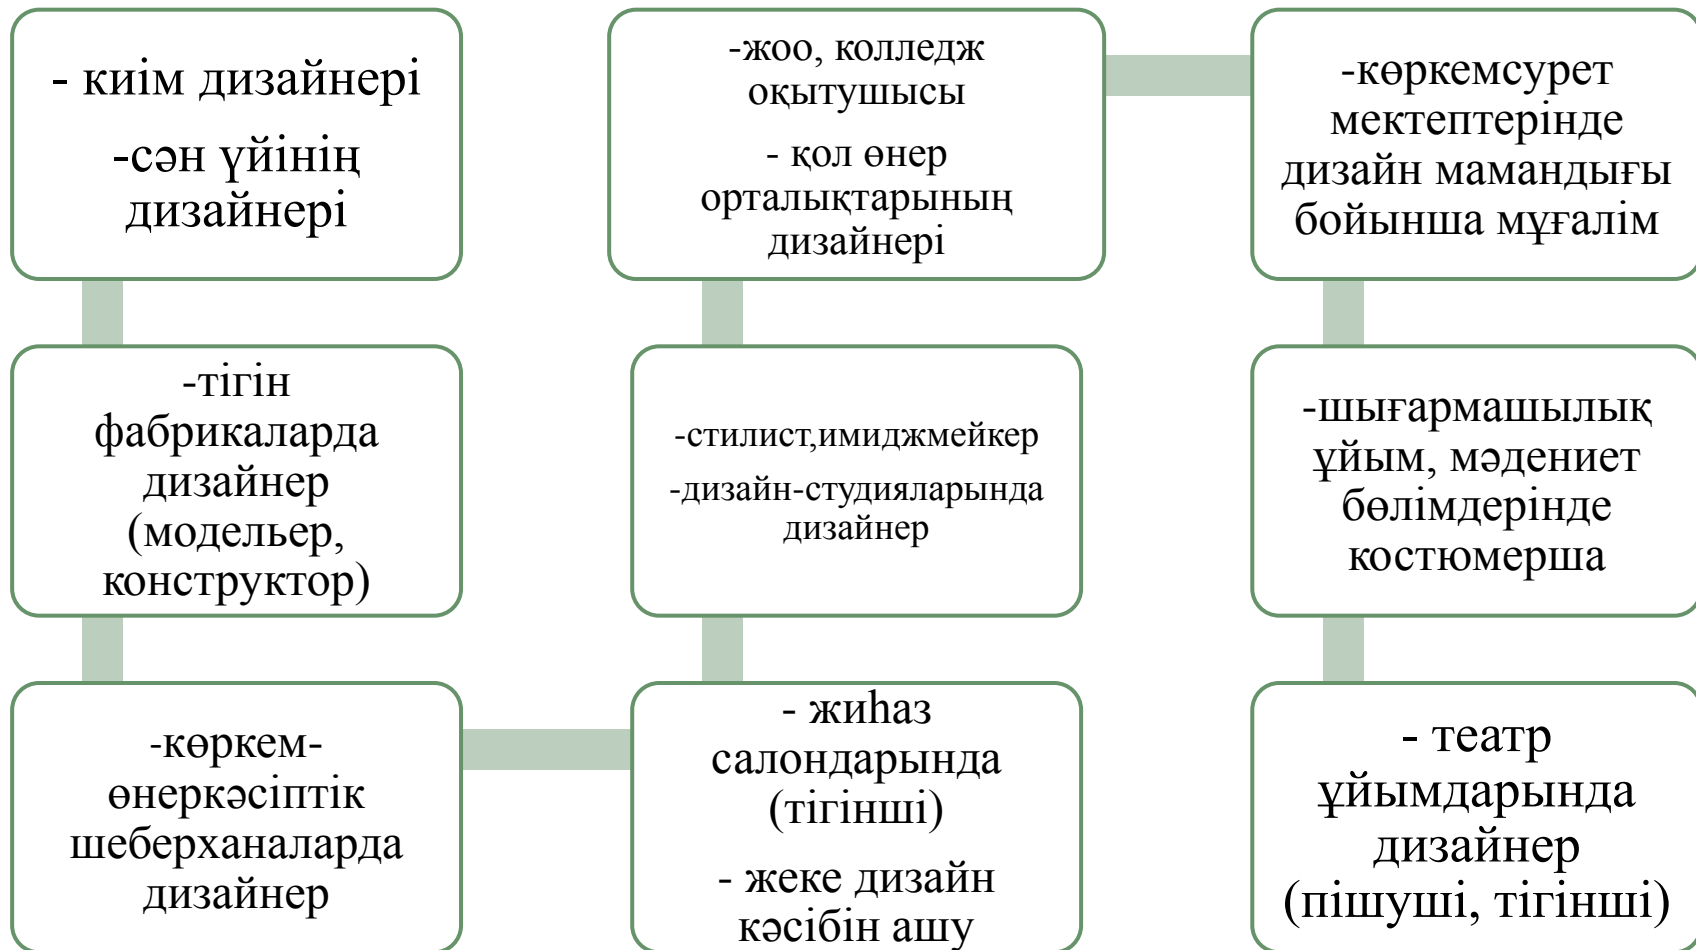 - киім дизайнері
-сән үйінің
дизайнері
-тігін
фабрикаларда
дизайнер
(модельер,
конструктор)
-көркем-
өнеркәсіптік
шеберханаларда
дизайнер
- жиһаз
салондарында
(тігінші)
- жеке дизайн
кәсібін ашу
-стилист,имиджмейкер
-дизайн-студияларында
дизайнер
-жоо, колледж
оқытушысы
- қол өнер
орталықтарының
дизайнері
-көркемсурет
мектептерінде
дизайн мамандығы
бойынша мұғалім
-шығармашылық
ұйым, мәдениет
бөлімдерінде
костюмерша
- театр
ұйымдарында
дизайнер
(пішуші, тігінші)